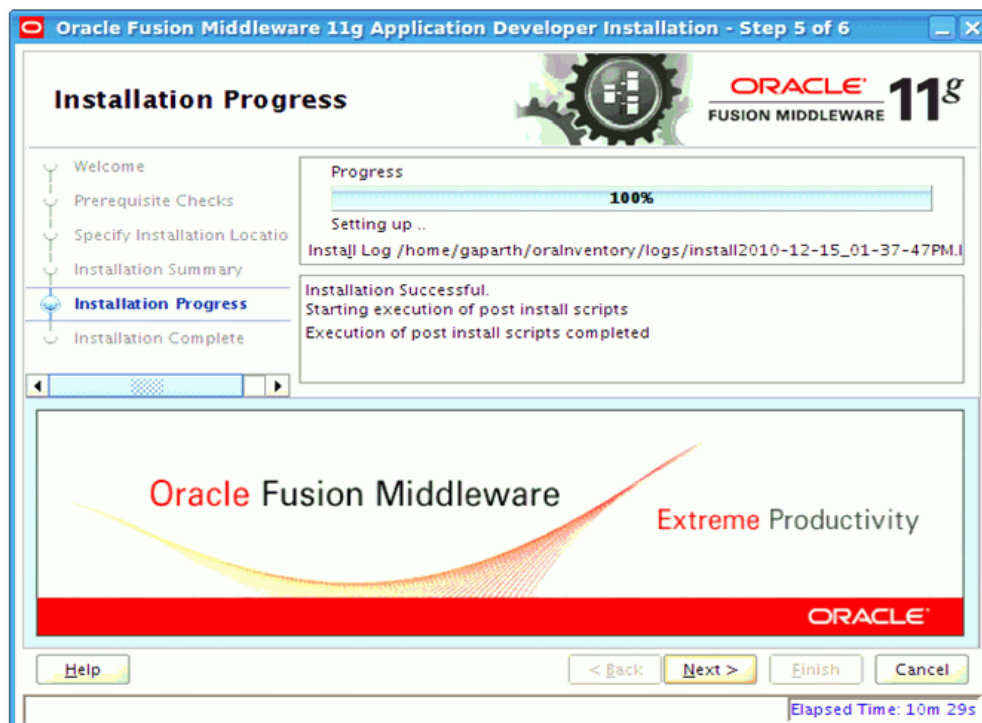 Oracle Fusion Middleware 11g Application Developer Installation - Step 5 of 6
Installation Progress
ORACLE
FUSION MIDDLEWARE
11g
Welcome
Prerequisite Checks
Specify Installation Locatio
Installation Summary
Installation Progress
Installation Complete
Progress
100%
Setting up ..
Install Log /home/gaparth/oraInventory/logs/install2010-12-15_01-37-47PM.l
Installation Successful.
Starting execution of post install scripts
Execution of post install scripts completed
Oracle Fusion Middleware
Extreme Productivity
ORACLE
Help
< Back
Next >
Finish
Cancel
Elapsed Time: 10m 29s